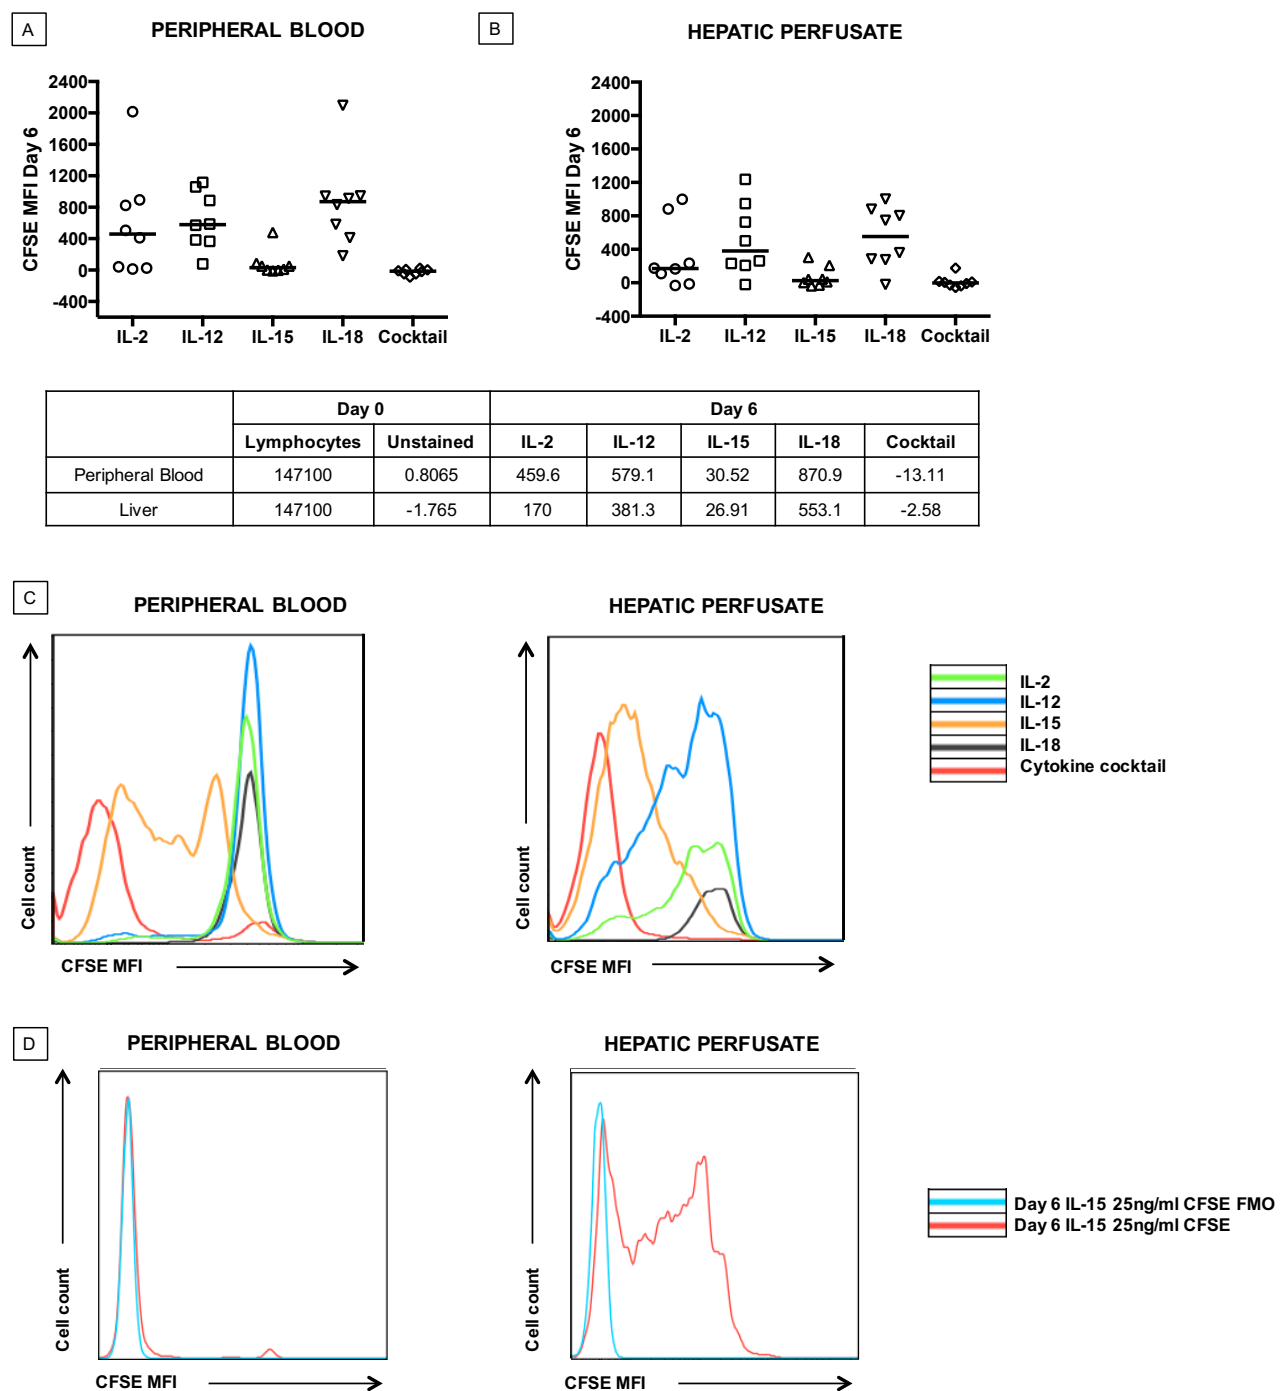 A
PERIPHERAL BLOOD
B
HEPATIC PERFUSATE
CFSE MFI Day 6
2400
2000
1600
1200
800
400
0
-400
IL-2 IL-12 IL-15 IL-18 Cocktail
CFSE MFI Day 6
2400
2000
1600
1200
800
400
0
-400
IL-2 IL-12 IL-15 IL-18 Cocktail
Day 0 Day 6
Lymphocytes Unstained IL-2 IL-12 IL-15 IL-18 Cocktail
Peripheral Blood 147100 0.8065 459.6 579.1 30.52 870.9 -13.11
Liver 147100 -1.765 170 381.3 26.91 553.1 -2.58
C
PERIPHERAL BLOOD
HEPATIC PERFUSATE
Cell count
CFSE MFI
Cell count
CFSE MFI
IL-2
IL-12
IL-15
IL-18
Cytokine cocktail
D
PERIPHERAL BLOOD
HEPATIC PERFUSATE
Cell count
CFSE MFI
Cell count
CFSE MFI
Day 6 IL-15 25ng/ml CFSE FMO
Day 6 IL-15 25ng/ml CFSE